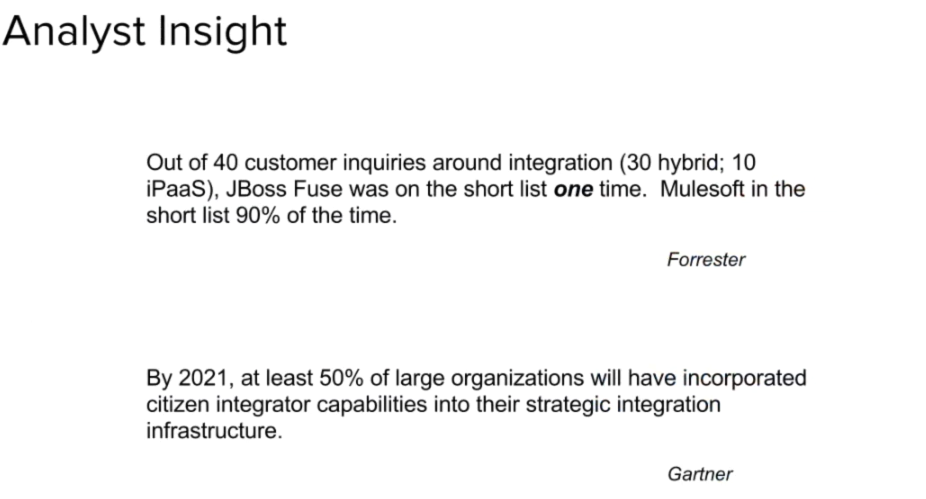 Analyst Insight
Out of 40 customer inquiries around integration (30 hybrid; 10
iPaaS), JBoss Fuse was on the short list one time.  Mulesoft in the
short list 90% of the time.
Forrester
By 2021, at least 50% of large organizations will have incorporated
citizen integrator capabilities into their strategic integration
infrastructure.
Gartner